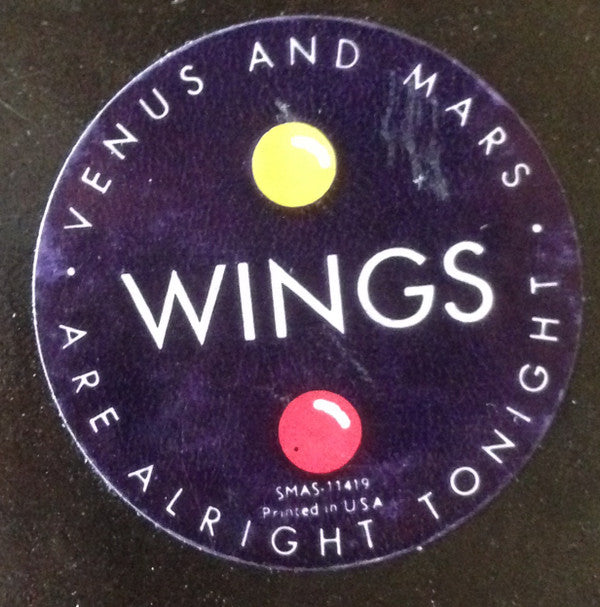 VENUS AND MARS
WINGS
SMAS-11419
Printed in USA
ARE ALRIGHT TONIGHT